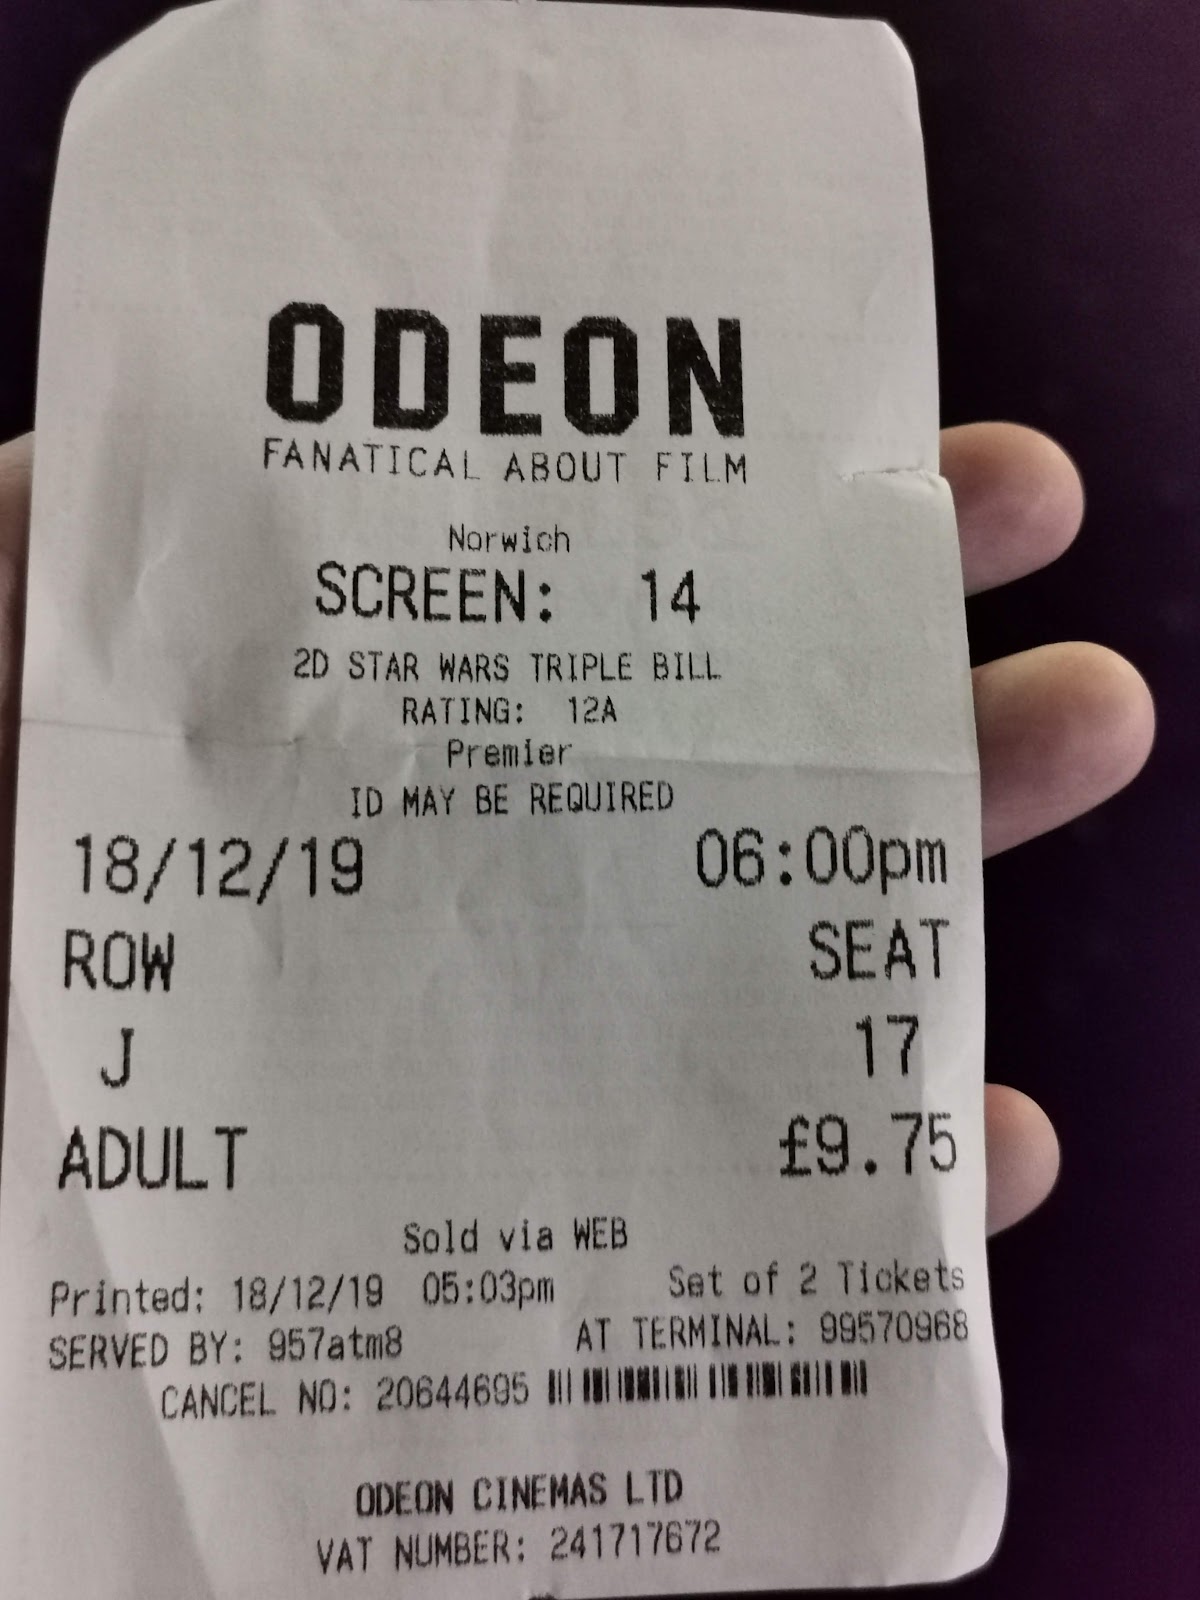 ODEON
FANATICAL ABOUT FILM
Norwich
SCREEN: 14
2D STAR WARS TRIPLE BILL
RATING: 12A
Premier
ID MAY BE REQUIRED
18/12/19 06:00pm
ROW SEAT
J 17
ADULT £9.75
Sold via WEB
Printed: 18/12/19 05:03pm Set of 2 Tickets
SERVED BY: 957atm8 AT TERMINAL: 99570968
CANCEL NO: 20644695
ODEON CINEMAS LTD
VAT NUMBER: 241717672